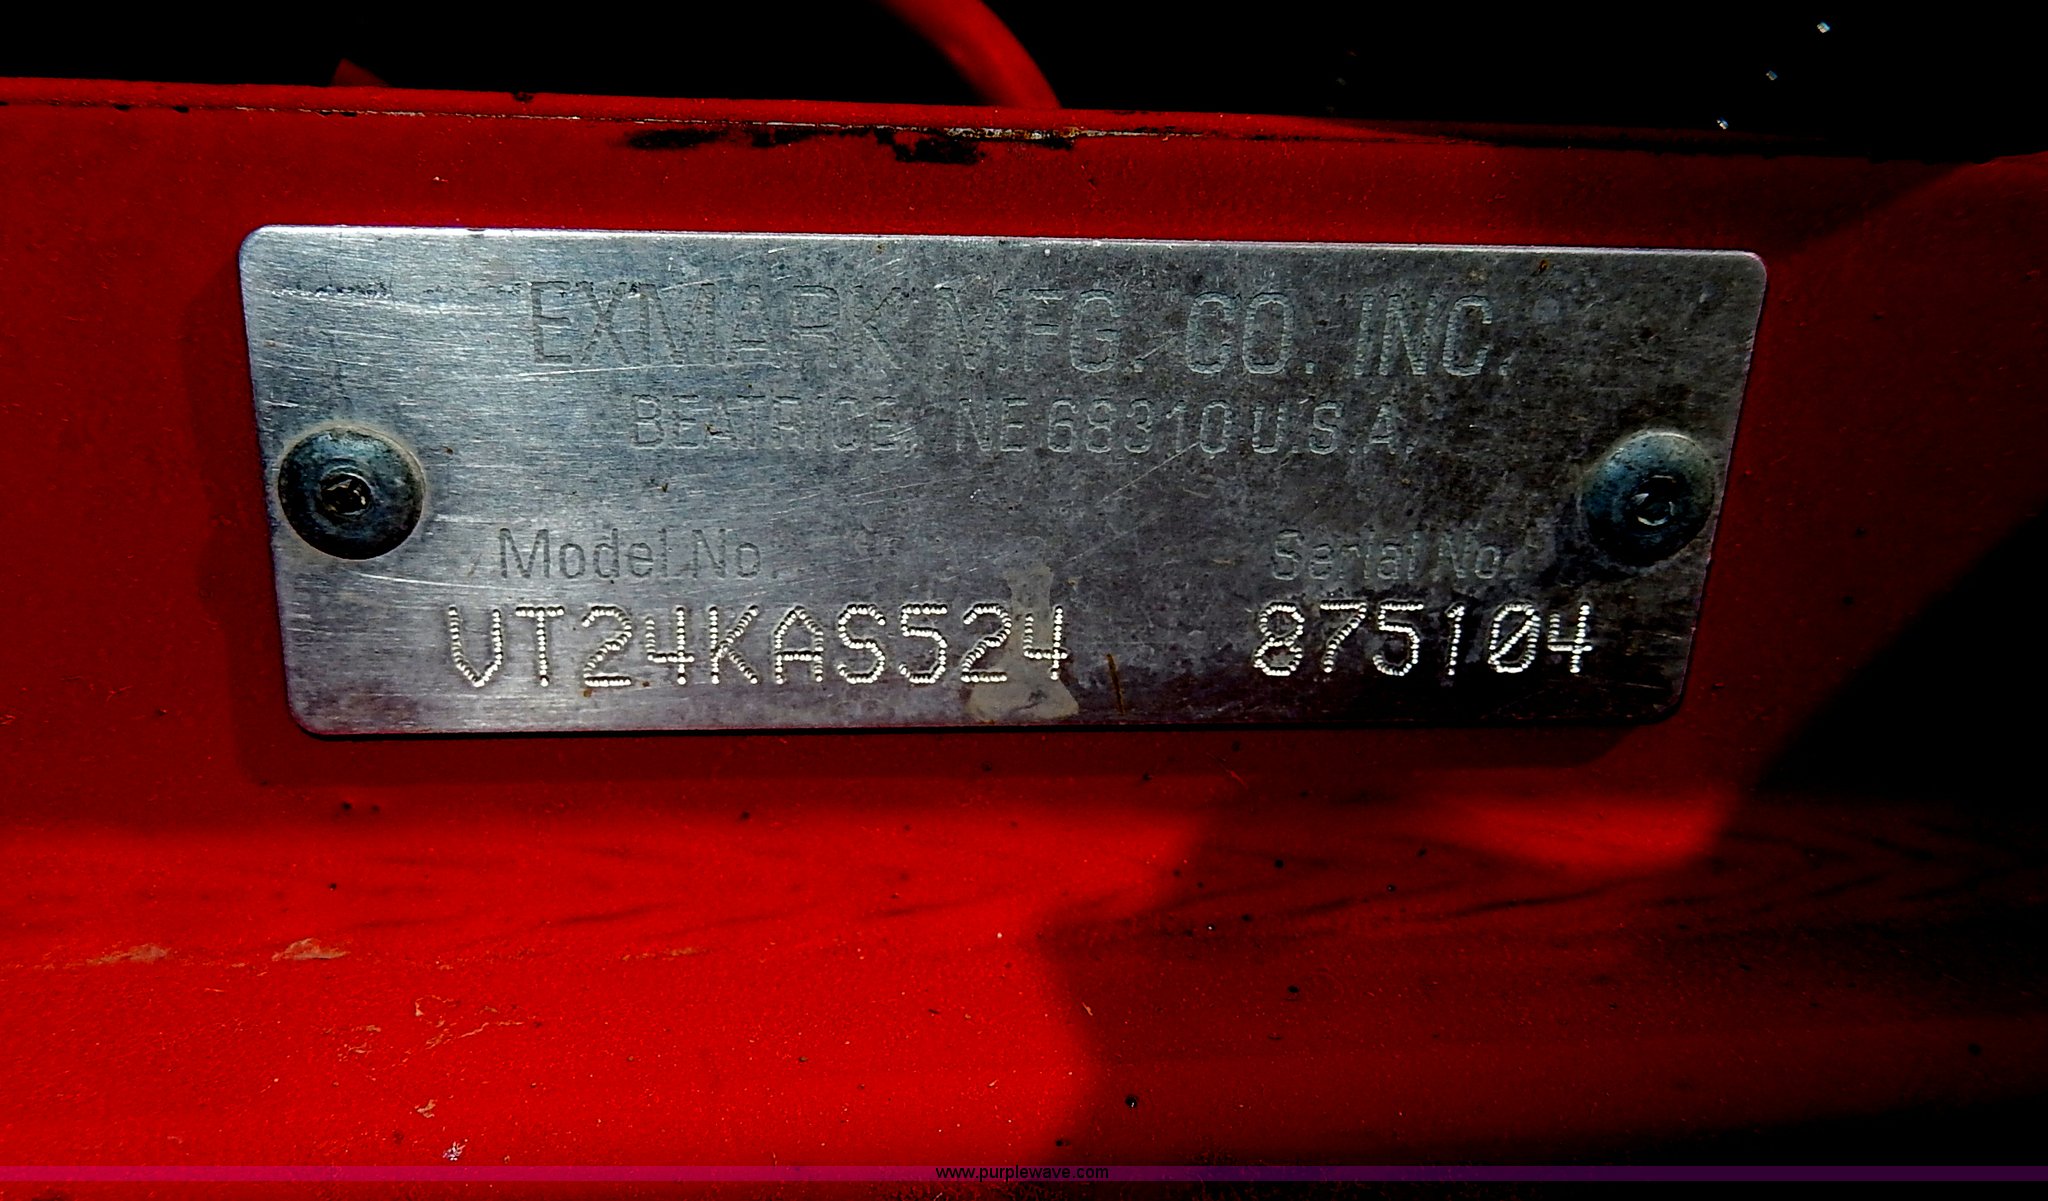 EXMARK MFG. CO. INC.
BEATRICE, NE 68310 U.S.A.
Model No. Serial No.
VT24KAS524 875104
www.purplewave.com